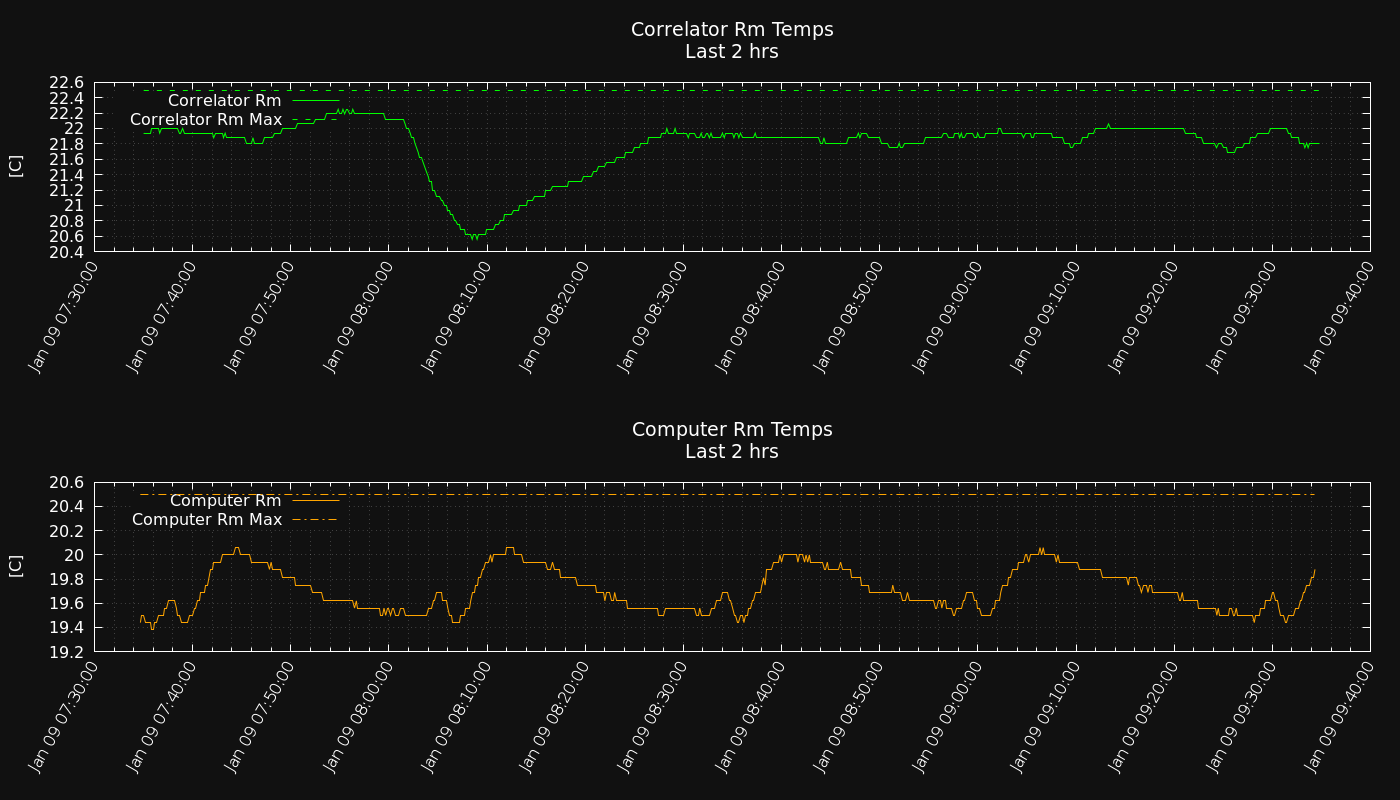 Correlator Rm Temps
Last 2 hrs
22.6
22.4
22.2
22
21.8
21.6
21.4
21.2
21
20.8
20.6
20.4
[C]
Correlator Rm
Correlator Rm Max
Jan 09 07:30:00
Jan 09 07:40:00
Jan 09 07:50:00
Jan 09 08:00:00
Jan 09 08:10:00
Jan 09 08:20:00
Jan 09 08:30:00
Jan 09 08:40:00
Jan 09 08:50:00
Jan 09 09:00:00
Jan 09 09:10:00
Jan 09 09:20:00
Jan 09 09:30:00
Jan 09 09:40:00
Computer Rm Temps
Last 2 hrs
20.6
20.4
20.2
20
19.8
19.6
19.4
19.2
[C]
Computer Rm
Computer Rm Max
Jan 09 07:30:00
Jan 09 07:40:00
Jan 09 07:50:00
Jan 09 08:00:00
Jan 09 08:10:00
Jan 09 08:20:00
Jan 09 08:30:00
Jan 09 08:40:00
Jan 09 08:50:00
Jan 09 09:00:00
Jan 09 09:10:00
Jan 09 09:20:00
Jan 09 09:30:00
Jan 09 09:40:00